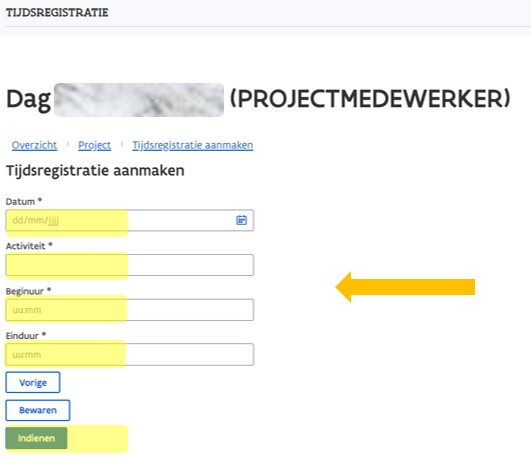 TIJDSREGISTRATIE
Dag (PROJECTMEDEWERKER)
Overzicht › Project › Tijdsregistratie aanmaken
Tijdsregistratie aanmaken
Datum *
dd/mm/jjjj
Activiteit *
Beginuur *
uu:mm
Einduur *
uu:mm
Vorige
Bewaren
Indienen